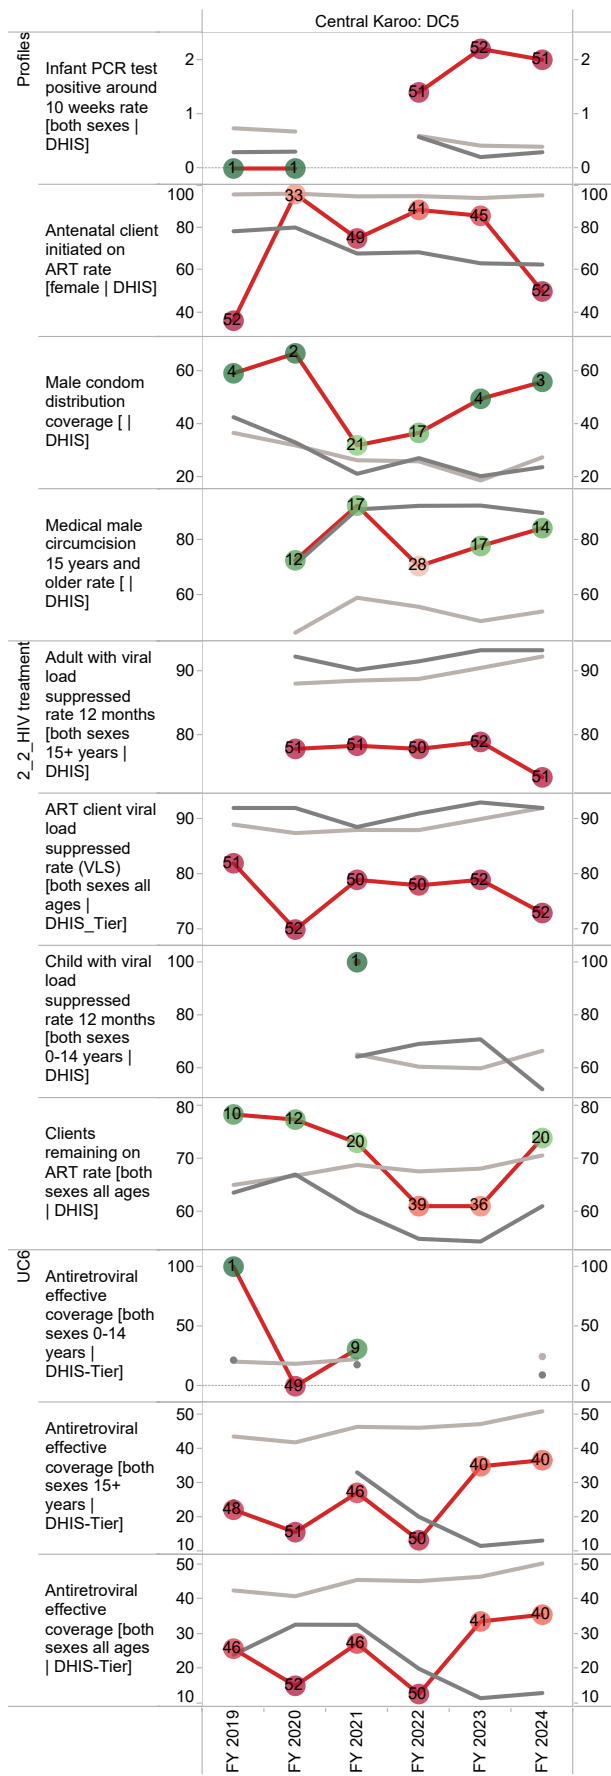 Central Karoo: DC5
Profiles
Infant PCR test
positive around
10 weeks rate
[both sexes |
DHIS]
2
1
0
1
1
51
52
51
2
1
0
Antenatal client
initiated on
ART rate
[female | DHIS]
100
80
60
40
52
33
49
41
45
52
100
80
60
40
Male condom
distribution
coverage [ |
DHIS]
60
40
20
4
2
21
17
4
3
60
40
20
Medical male
circumcision
15 years and
older rate [ |
DHIS]
80
60
12
17
28
17
14
80
60
2_2_HIV treatment
Adult with viral
load
suppressed
rate 12 months
[both sexes
15+ years |
DHIS]
90
80
51
51
50
52
51
90
80
ART client viral
load
suppressed
rate (VLS)
[both sexes all
ages |
DHIS_Tier]
90
80
70
51
52
50
50
52
52
90
80
70
Child with viral
load
suppressed
rate 12 months
[both sexes
0-14 years |
DHIS]
100
80
60
1
100
80
60
Clients
remaining on
ART rate [both
sexes all ages
| DHIS]
80
70
60
10
12
20
39
36
20
80
70
60
UC6
Antiretroviral
effective
coverage [both
sexes 0-14
years |
DHIS-Tier]
100
50
0
1
49
9
100
50
0
Antiretroviral
effective
coverage [both
sexes 15+
years |
DHIS-Tier]
50
40
30
20
10
48
51
46
50
40
40
50
40
30
20
10
Antiretroviral
effective
coverage [both
sexes all ages
| DHIS-Tier]
50
40
30
20
10
46
52
46
50
41
40
50
40
30
20
10
FY 2019
FY 2020
FY 2021
FY 2022
FY 2023
FY 2024